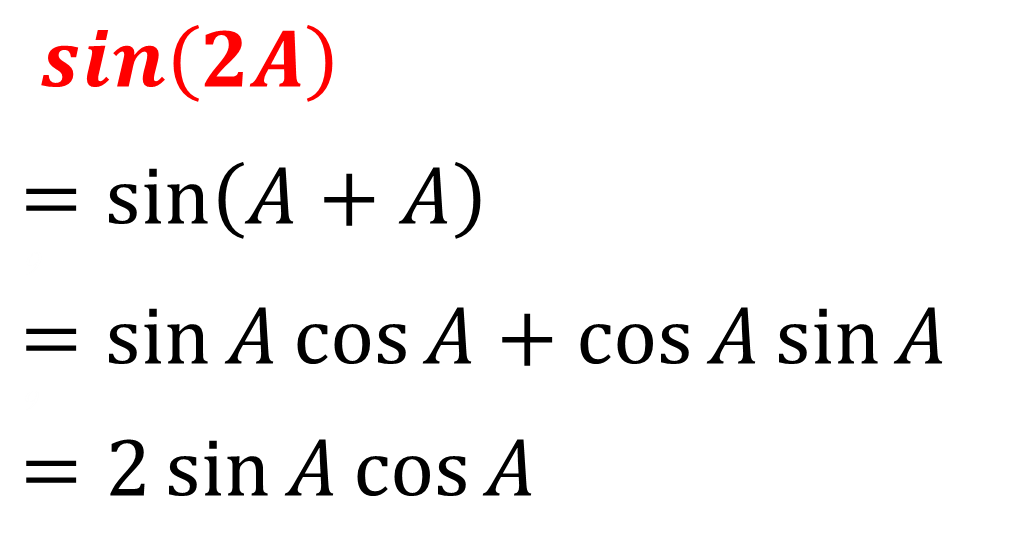 sin(2A)
= sin(A + A)
= sin A cos A + cos A sin A
= 2 sin A cos A